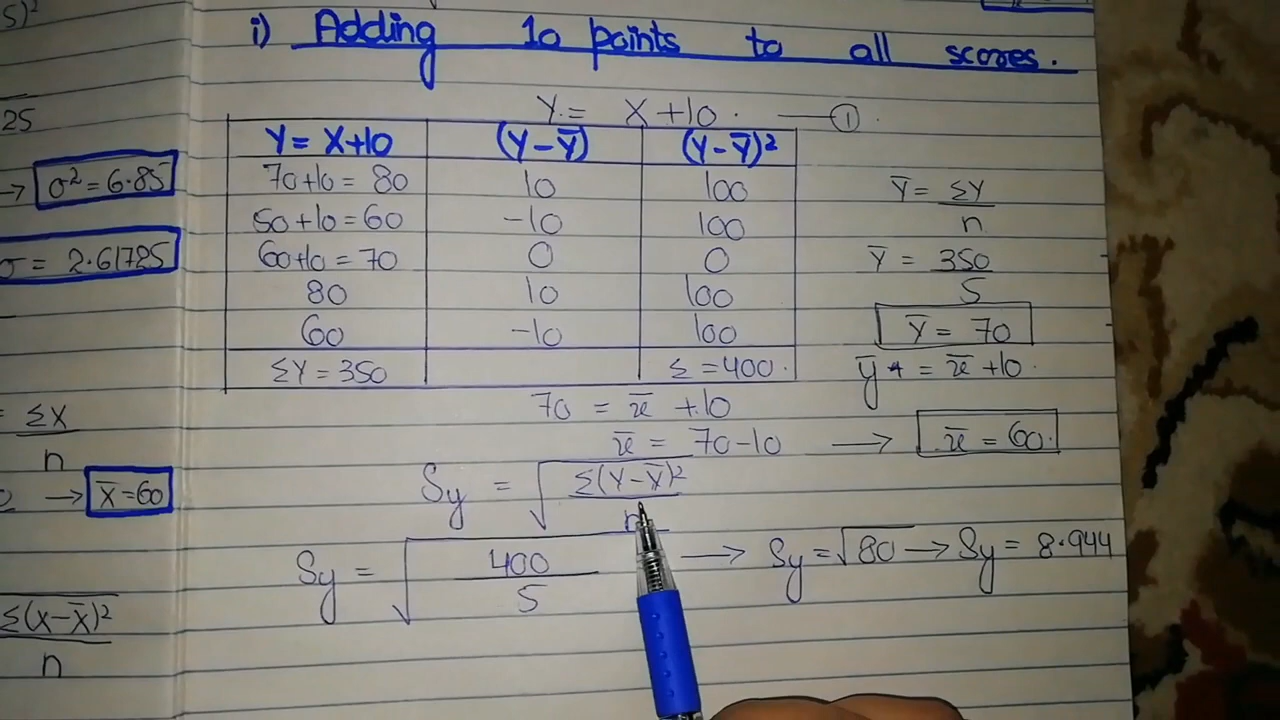 5)²
i) Adding 10 points to all scores.
Y = X+10. — ①.
25
→ σ² = 6.85
σ = 2.61725
Y = X+10 (Y-Ȳ) (Y-Ȳ)²
70+10 = 80 10 100
50+10 = 60 -10 100
60+10 = 70 0 0
80 10 100
60 -10 100
ΣY = 350 Σ = 400.
Ȳ = ΣY
n
Ȳ = 350
5
Ȳ = 70
ȳ = x̄ +10.
70 = x̄ +10
x̄ = 70-10 → x̄ = 60.
= ΣX
n
→ X̄ = 60
Sy = √ Σ(Y-Ȳ)²
n
Sy = √ 400 → Sy = √80 → Sy = 8.944
5
Σ(X-X̄)²
n